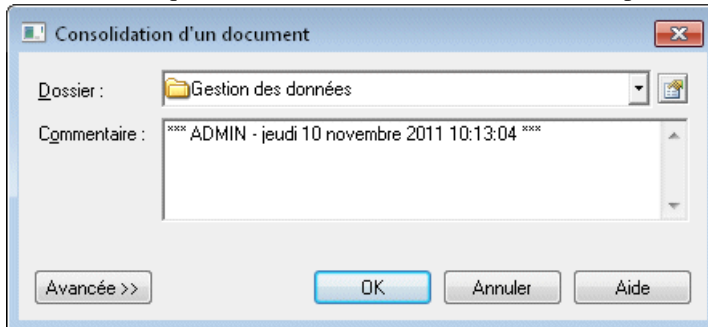 Consolidation d'un document
Dossier :
Gestion des données
Commentaire :
*** ADMIN - jeudi 10 novembre 2011 10:13:04 ***
Avancée >>
OK
Annuler
Aide